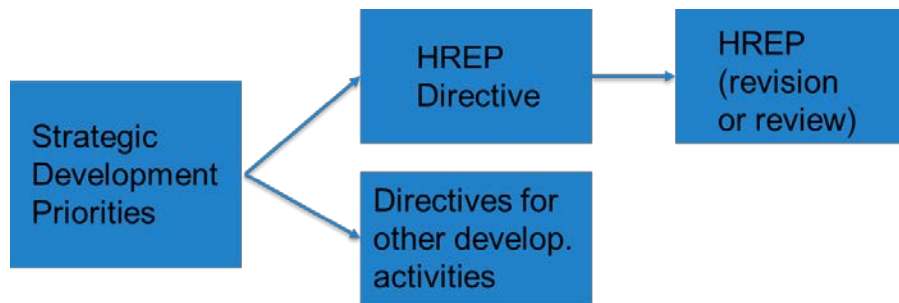 Strategic
Development
Priorities
HREP
Directive
HREP
(revision
or review)
Directives for
other develop.
activities